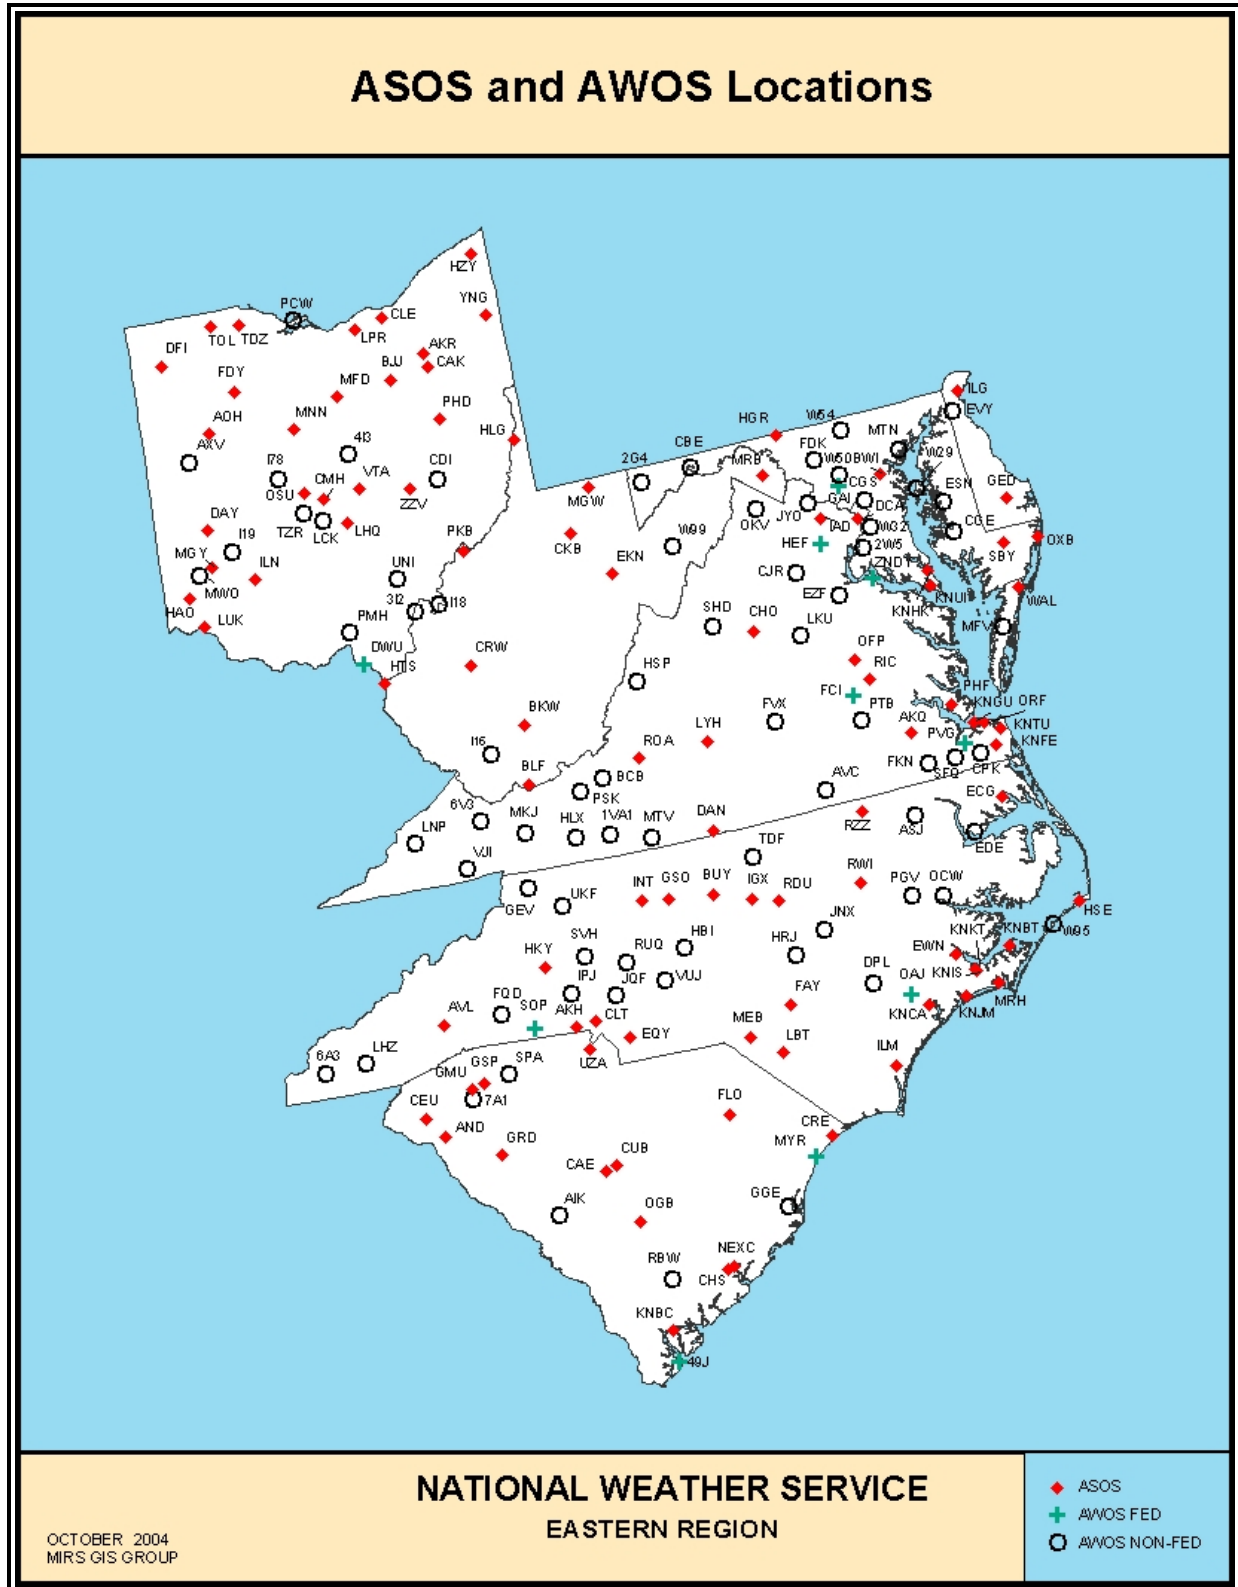 ASOS and AWOS Locations
HZY
YNG
PCW
CLE
TOL TDZ
LPR
DFI
AKR
BJJ
CAK
FDY
MFD
PHD
AOH
MNN
HLG
4I3
AXV
I78
CMH
VTA
CDI
OSU
ZZV
DAY
TZR
LCK
LHQ
I19
MGY
ILN
PKB
MWO
UNI
HAO
LUK
3I2
I18
PMH
DWU
HTS
CRW
BKW
I16
BLF
ILG
EVY
HGR
W54
MTN
CBE
FDK
W50
BWI
W29
2G4
MRB
CGS
ESN
GED
MGW
GAI
DCA
JYO
CGE
OKV
IAD
W32
OXB
CKB
W99
HEF
2W5
SBY
EKN
CJR
ZNDY
EZF
KNUI
WAL
KNHK
SHD
CHO
LKU
MFV
OFP
HSP
RIC
FCI
PHF
KNGU
ORF
FVX
PTB
AKQ
PVG
KNTU
KNFE
LYH
ROA
FKN
SFQ
CPK
BCB
AVC
ECG
PSK
6V3
MKJ
HLX
1VA1
MTV
DAN
RZZ
ASJ
LNP
EDE
VJI
TDF
RWI
GEV
UKF
INT
GSO
BUY
IGX
RDU
PGV
OCW
HSE
JNX
KNKT
KNBT
W95
SVH
RUQ
HBI
HRJ
EWN
HKY
IPJ
JQF
VUJ
DPL
OAJ
KNIS
FQD
SOP
AKH
CLT
FAY
KNCA
KNJM
MRH
AVL
EQY
MEB
LBT
6A3
LHZ
UZA
ILM
GMU
GSP
SPA
CEU
7A1
FLO
AND
GRD
CRE
MYR
CUB
CAE
AIK
OGB
GGE
RBW
NEXC
CHS
KNBC
49J
NATIONAL WEATHER SERVICE
EASTERN REGION
OCTOBER 2004
MIRS GIS GROUP
ASOS
AWOS FED
AWOS NON-FED